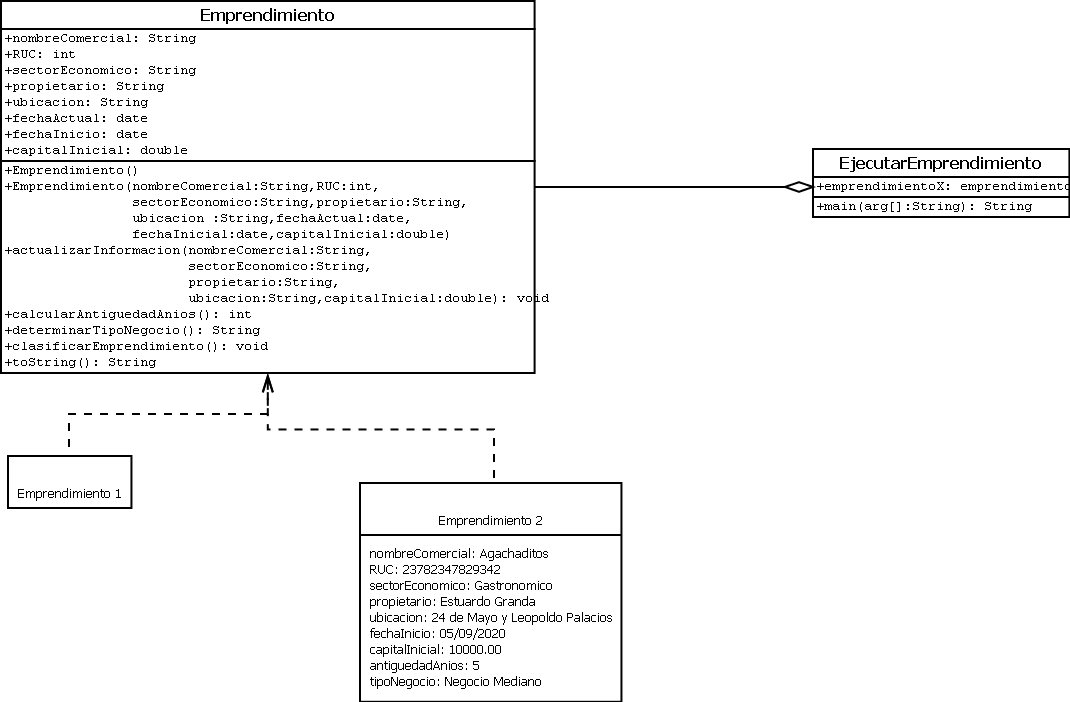 Emprendimiento
+nombreComercial: String
+RUC: int
+sectorEconomico: String
+propietario: String
+ubicacion: String
+fechaActual: date
+fechaInicio: date
+capitalInicial: double
+Emprendimiento()
+Emprendimiento(nombreComercial:String,RUC:int,
sectorEconomico:String,propietario:String,
ubicacion :String,fechaActual:date,
fechaInicial:date,capitalInicial:double)
+actualizarInformacion(nombreComercial:String,
sectorEconomico:String,
propietario:String,
ubicacion:String,capitalInicial:double): void
+calcularAntiguedadAnios(): int
+determinarTipoNegocio(): String
+clasificarEmprendimiento(): void
+toString(): String
EjecutarEmprendimiento
+emprendimientoX: emprendimiento
+main(arg[]:String): String
Emprendimiento 1
Emprendimiento 2
nombreComercial: Agachaditos
RUC: 23782347829342
sectorEconomico: Gastronomico
propietario: Estuardo Granda
ubicacion: 24 de Mayo y Leopoldo Palacios
fechaInicio: 05/09/2020
capitalInicial: 10000.00
antiguedadAnios: 5
tipoNegocio: Negocio Mediano